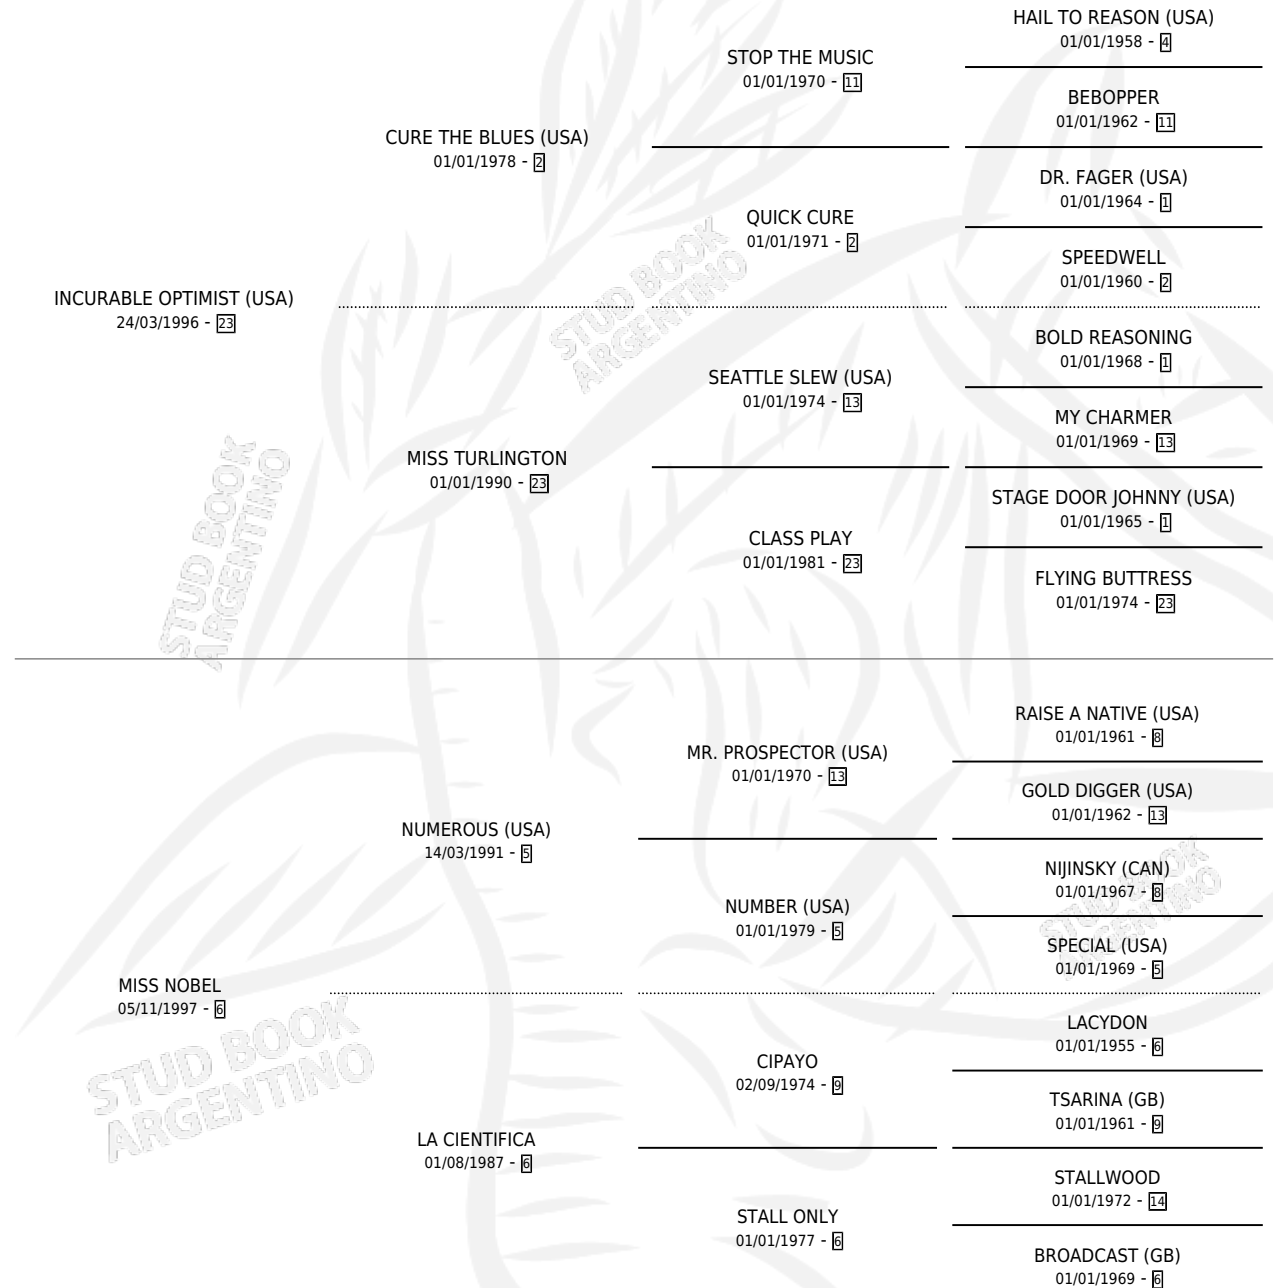 HAIL TO REASON (USA)
01/01/1958 - 4
STOP THE MUSIC
01/01/1970 - 11
BEBOPPER
01/01/1962 - 11
CURE THE BLUES (USA)
01/01/1978 - 2
DR. FAGER (USA)
01/01/1964 - 1
QUICK CURE
01/01/1971 - 2
SPEEDWELL
01/01/1960 - 2
INCURABLE OPTIMIST (USA)
24/03/1996 - 23
BOLD REASONING
01/01/1968 - 1
SEATTLE SLEW (USA)
01/01/1974 - 13
MY CHARMER
01/01/1969 - 13
MISS TURLINGTON
01/01/1990 - 23
STAGE DOOR JOHNNY (USA)
01/01/1965 - 1
CLASS PLAY
01/01/1981 - 23
FLYING BUTTRESS
01/01/1974 - 23
RAISE A NATIVE (USA)
01/01/1961 - 8
MR. PROSPECTOR (USA)
01/01/1970 - 13
GOLD DIGGER (USA)
01/01/1962 - 13
NUMEROUS (USA)
14/03/1991 - 5
NIJINSKY (CAN)
01/01/1967 - 8
NUMBER (USA)
01/01/1979 - 5
SPECIAL (USA)
01/01/1969 - 5
MISS NOBEL
05/11/1997 - 6
LACYDON
01/01/1955 - 6
CIPAYO
02/09/1974 - 9
TSARINA (GB)
01/01/1961 - 9
LA CIENTIFICA
01/08/1987 - 6
STALLWOOD
01/01/1972 - 14
STALL ONLY
01/01/1977 - 6
BROADCAST (GB)
01/01/1969 - 6
STUD BOOK
ARGENTINO
STUD BOOK
ARGENTINO
STUD BOOK
ARGENTINO
STUD BOOK
ARGENTINO